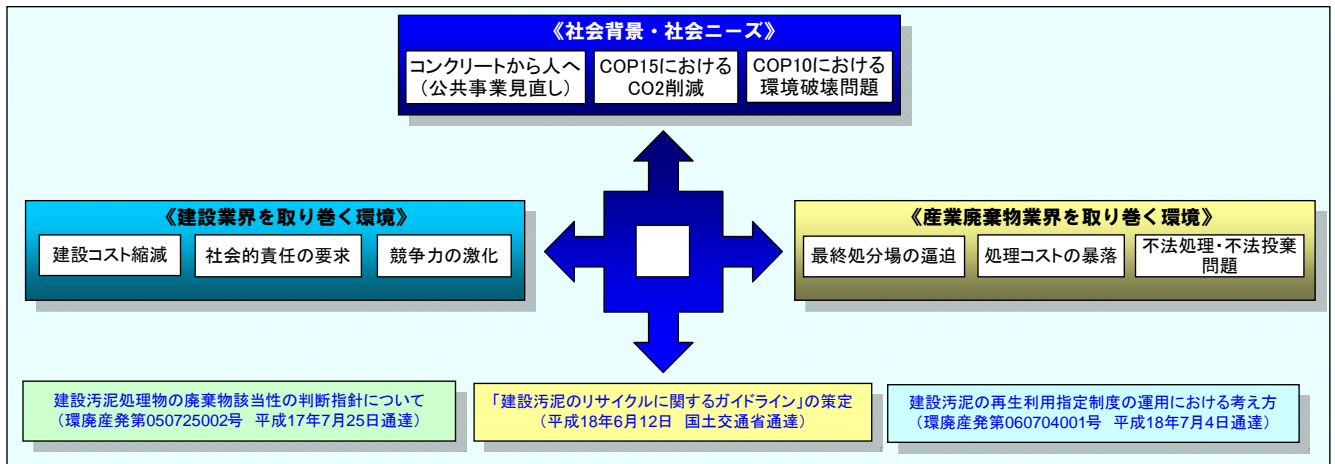 《社会背景・社会ニーズ》
コンクリートから人へ
（公共事業見直し）
COP15における
CO2削減
COP10における
環境破壊問題
《建設業界を取り巻く環境》
建設コスト縮減
社会的責任の要求
競争力の激化
《産業廃棄物業界を取り巻く環境》
最終処分場の逼迫
処理コストの暴落
不法処理・不法投棄
問題
建設汚泥処理物の廃棄物該当性の判断指針について
（環廃産発第050725002号　平成17年7月25日通達）
「建設汚泥のリサイクルに関するガイドライン」の策定
（平成18年6月12日　国土交通省通達）
建設汚泥の再生利用指定制度の運用における考え方
（環廃産発第060704001号　平成18年7月4日通達）